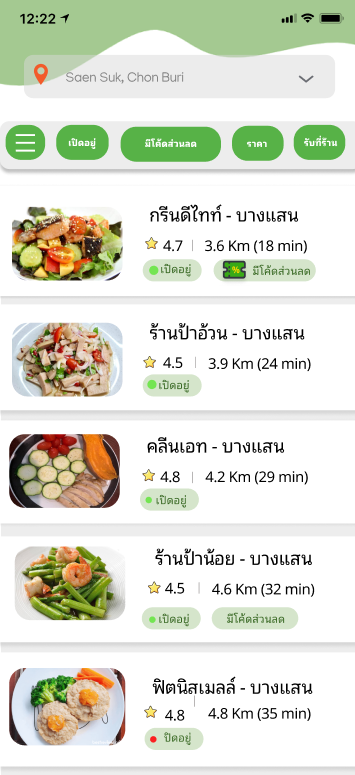 12:22
Saen Suk, Chon Buri
เปิดอยู่ มีโค้ดส่วนลด ราคา รับที่ร้าน
กรีนดีไทท์ - บางแสน
4.7 | 3.6 Km (18 min)
เปิดอยู่ % มีโค้ดส่วนลด
ร้านป้าอ้วน - บางแสน
4.5 | 3.9 Km (24 min)
เปิดอยู่
คลีนเอท - บางแสน
4.8 | 4.2 Km (29 min)
เปิดอยู่
ร้านป้าน้อย - บางแสน
4.5 | 4.6 Km (32 min)
เปิดอยู่ มีโค้ดส่วนลด
ฟิตนิสเมลล์ - บางแสน
4.8 | 4.8 Km (35 min)
ปิดอยู่